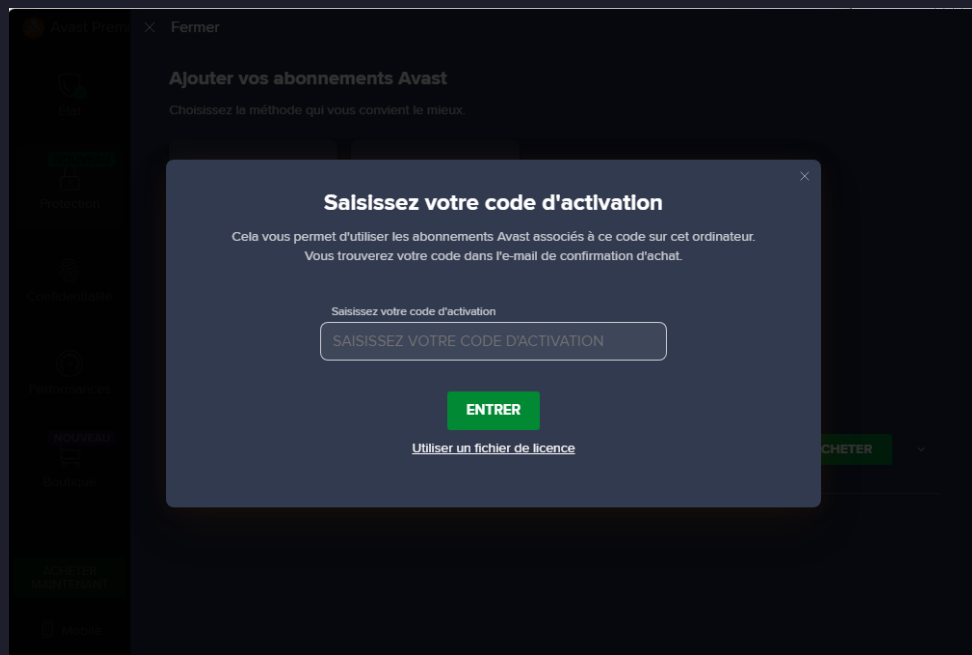 Avast Prem
Fermer
Ajouter vos abonnements Avast
Choisissez la méthode qui vous convient le mieux.
État
NOUVEAU
Protection
Saisissez votre code d'activation
Cela vous permet d'utiliser les abonnements Avast associés à ce code sur cet ordinateur.
Vous trouverez votre code dans l'e-mail de confirmation d'achat.
Confidentialité
Saisissez votre code d'activation
SAISISSEZ VOTRE CODE D'ACTIVATION
Performances
ENTRER
NOUVEAU
Utiliser un fichier de licence
CHETER
Boutique
ACHETER
MAINTENANT
Mobile